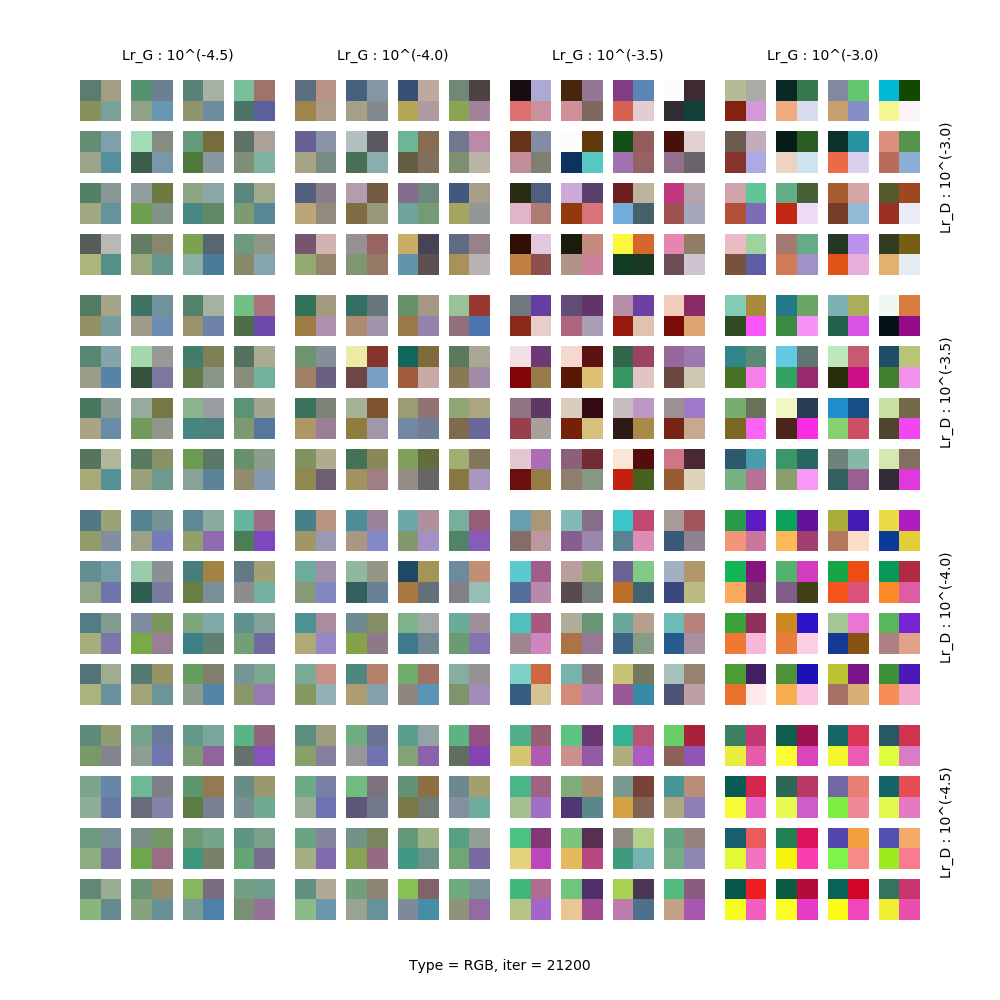 Lr_G : 10^(-4.5)
Lr_G : 10^(-4.0)
Lr_G : 10^(-3.5)
Lr_G : 10^(-3.0)
Lr_D : 10^(-3.0)
Lr_D : 10^(-3.5)
Lr_D : 10^(-4.0)
Lr_D : 10^(-4.5)
Type = RGB, iter = 21200